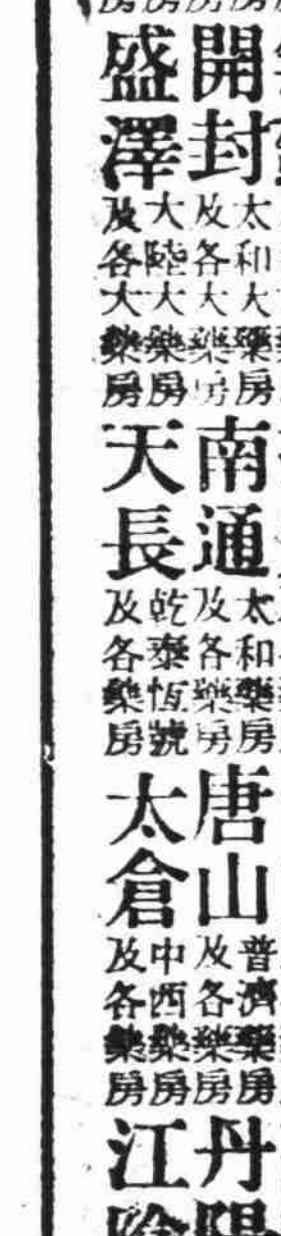 開封
太和大藥房
及各大藥房
南通
太和藥房
及各藥房
唐山
普濟藥房
及各藥房
丹陽
盛澤
大陸大藥房
及各大藥房
天長
乾泰恆號
及各藥房
太倉
中西藥房
及各藥房
江陰